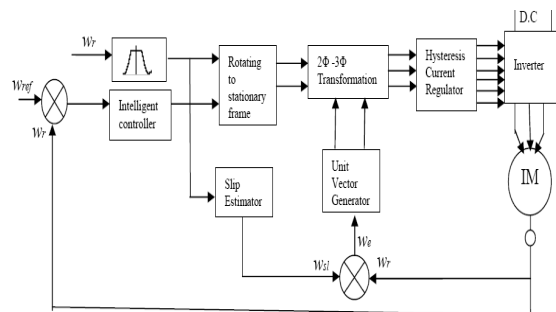 D.C
Wr
Rotating
to
stationary
frame
2Φ -3Φ
Transformation
Hysteresis
Current
Regulator
Inverter
Wref
Intelligent
controller
Wr
IM
Slip
Estimator
Unit
Vector
Generator
We
Wsl
Wr